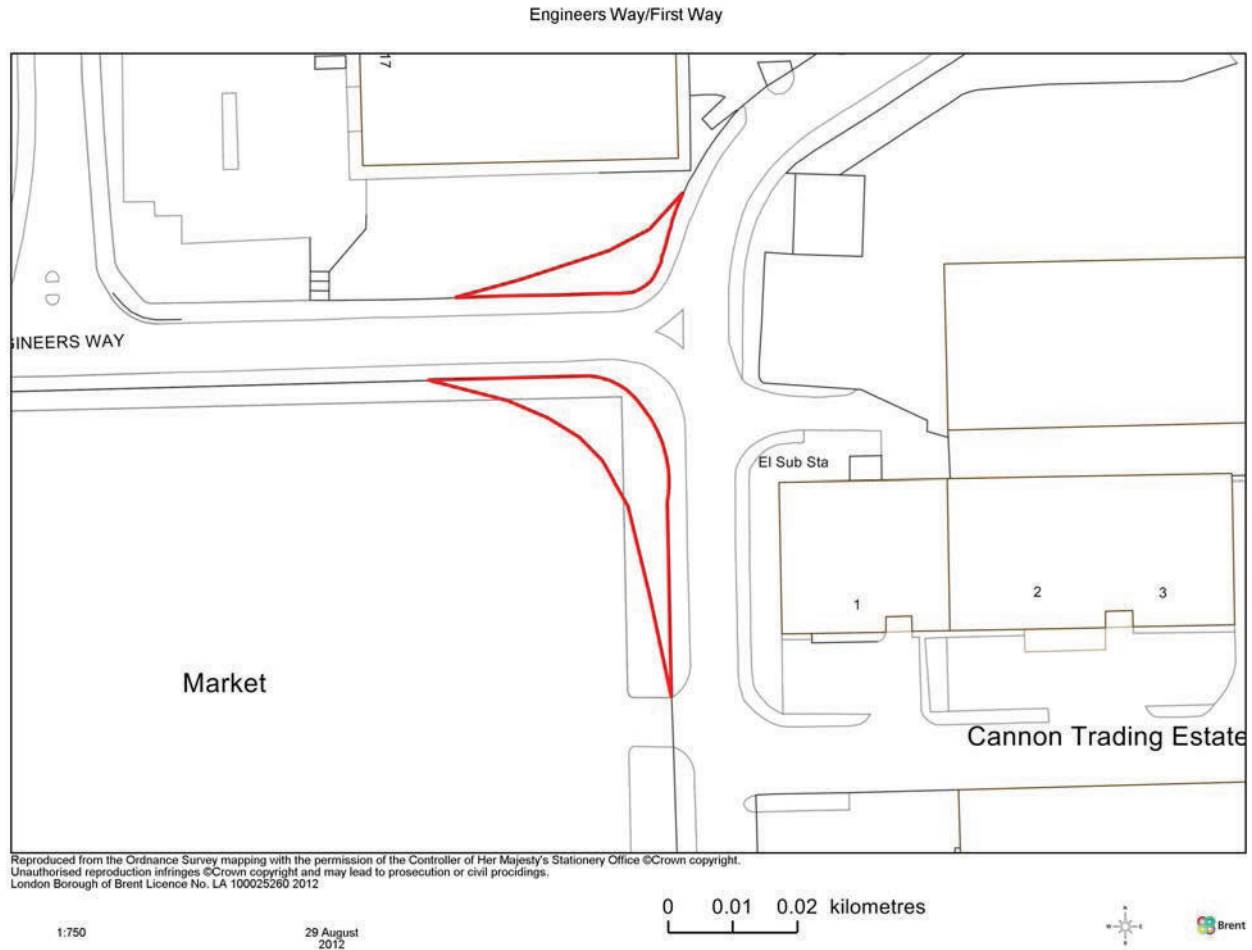 Engineers Way/First Way
17
GINEERS WAY
El Sub Sta
1
2
3
Market
Cannon Trading Estate
Reproduced from the Ordnance Survey mapping with the permission of the Controller of Her Majesty's Stationery Office ©Crown copyright.
Unauthorised reproduction infringes ©Crown copyright and may lead to prosecution or civil procidings.
London Borough of Brent Licence No. LA 100025260 2012
0 0.01 0.02 kilometres
1:750
29 August
2012
N
Brent